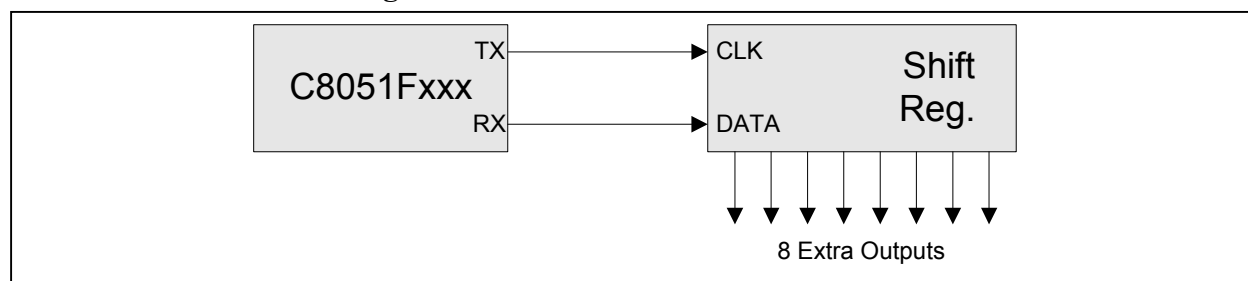 C8051Fxxx
TX
RX
CLK
DATA
Shift
Reg.
8 Extra Outputs